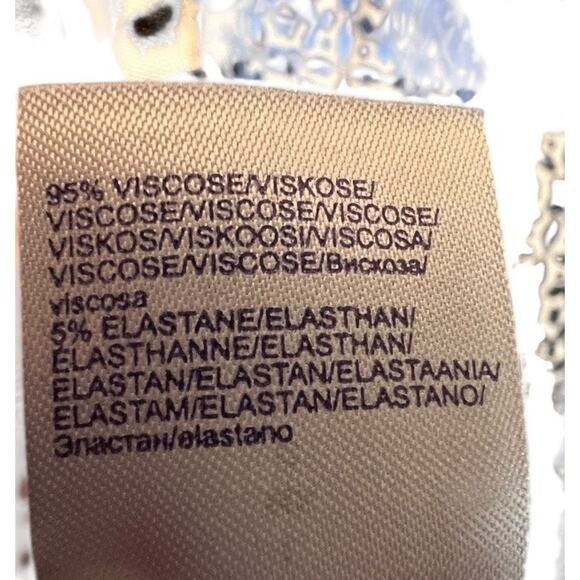 95% VISCOSE/VISKOSE/
VISCOSE/VISCOSE/VISCOSE/
VISKOS/VISKOOSI/VISCOSA/
VISCOSE/VISCOSE/Вискоза/
viscosa
5% ELASTANE/ELASTHAN/
ELASTHANNE/ELASTHAN/
ELASTAN/ELASTAN/ELASTAANIA/
ELASTAM/ELASTAN/ELASTANO/
Эластан/elastano